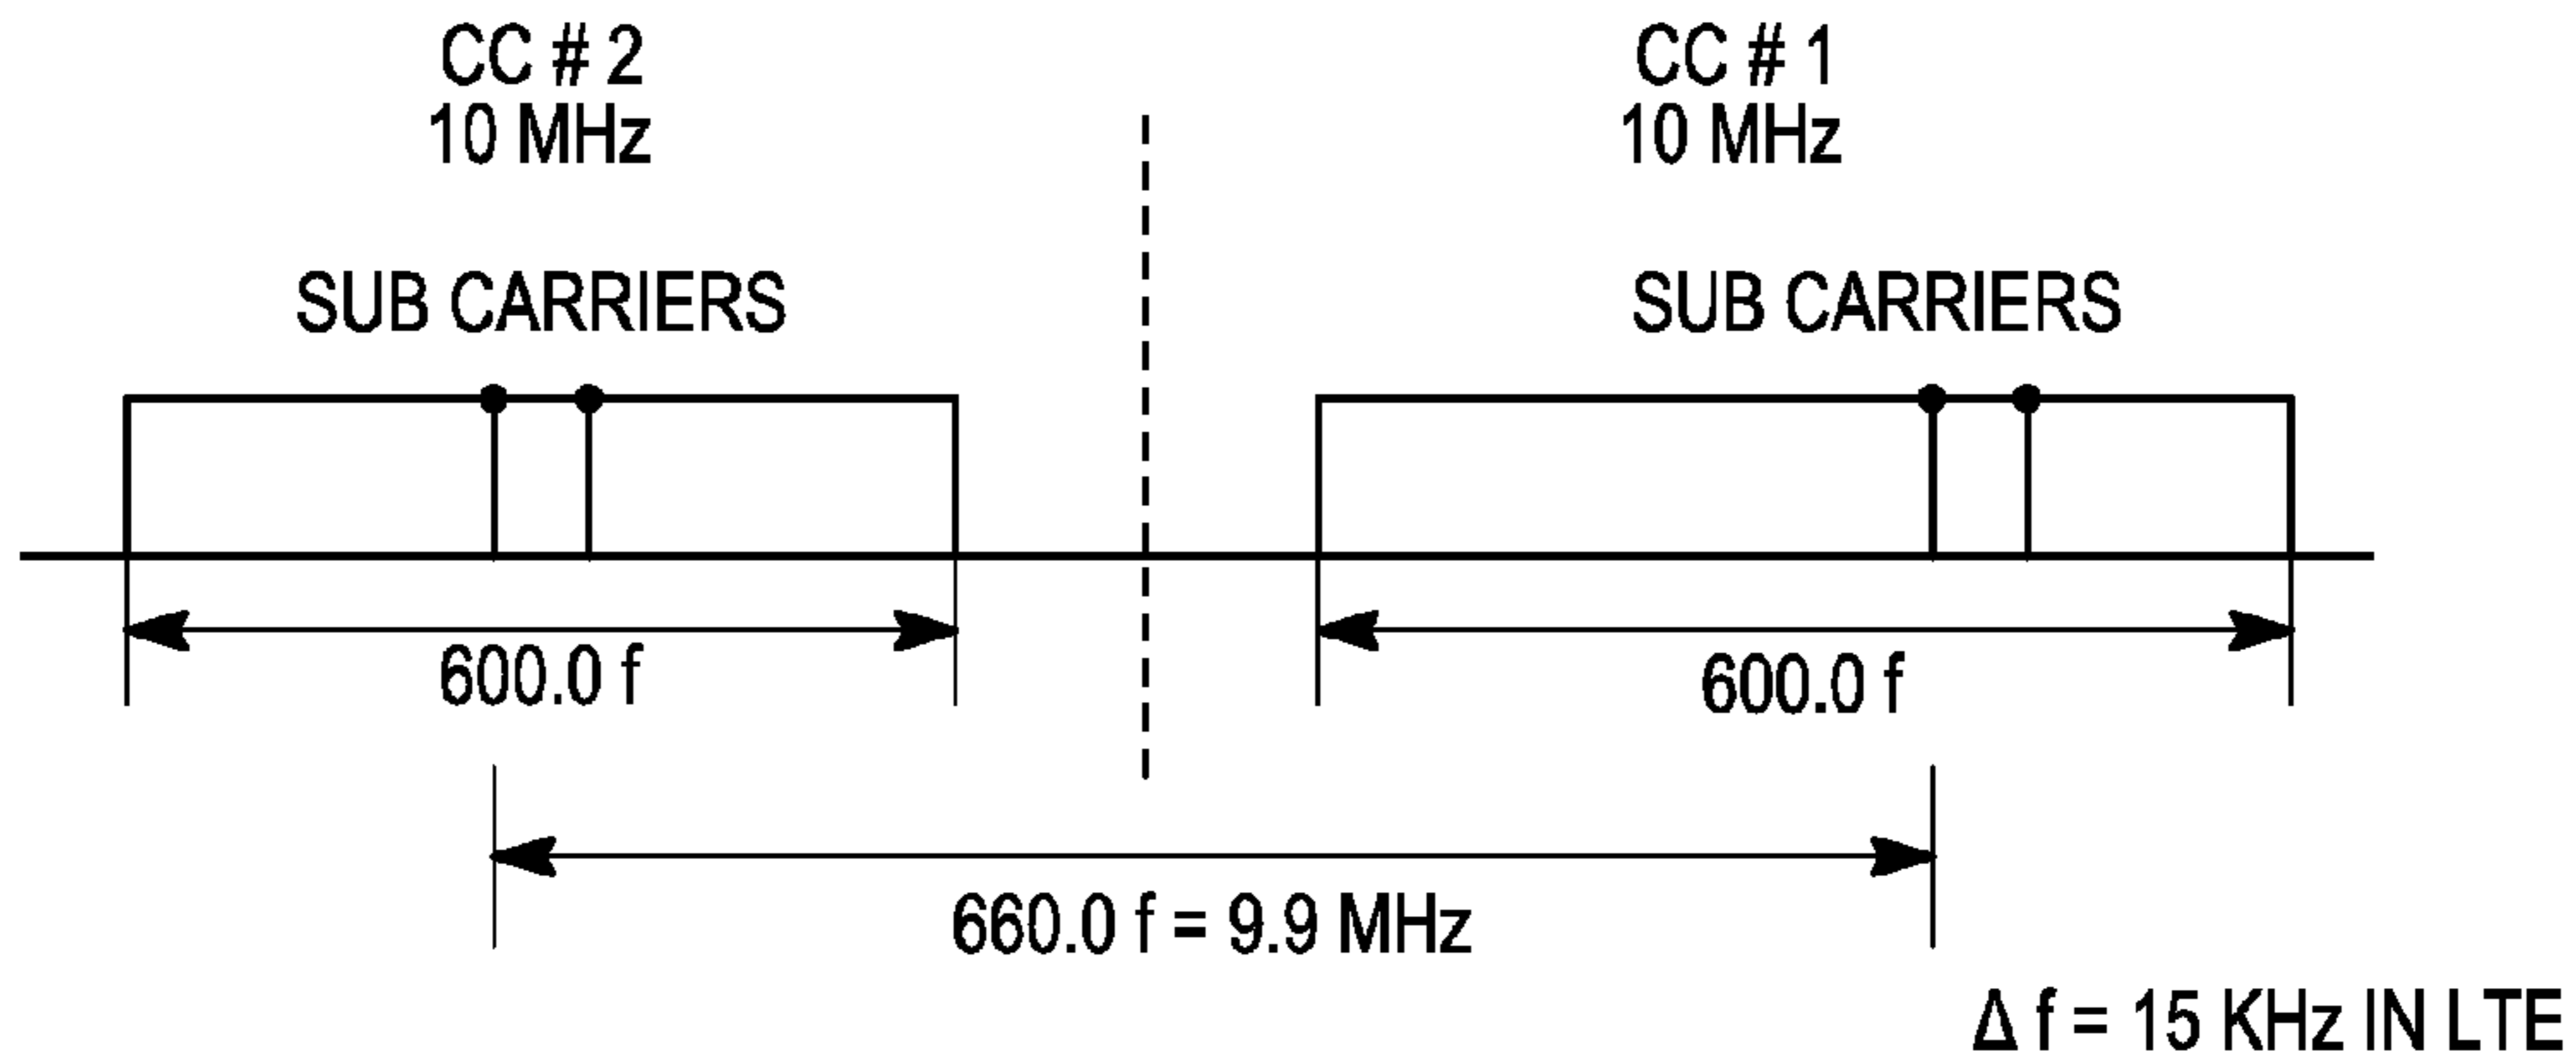 CC # 2
10 MHz
CC # 1
10 MHz
SUB CARRIERS
SUB CARRIERS
600.0 f
600.0 f
660.0 f = 9.9 MHz
Δ f = 15 KHz IN LTE